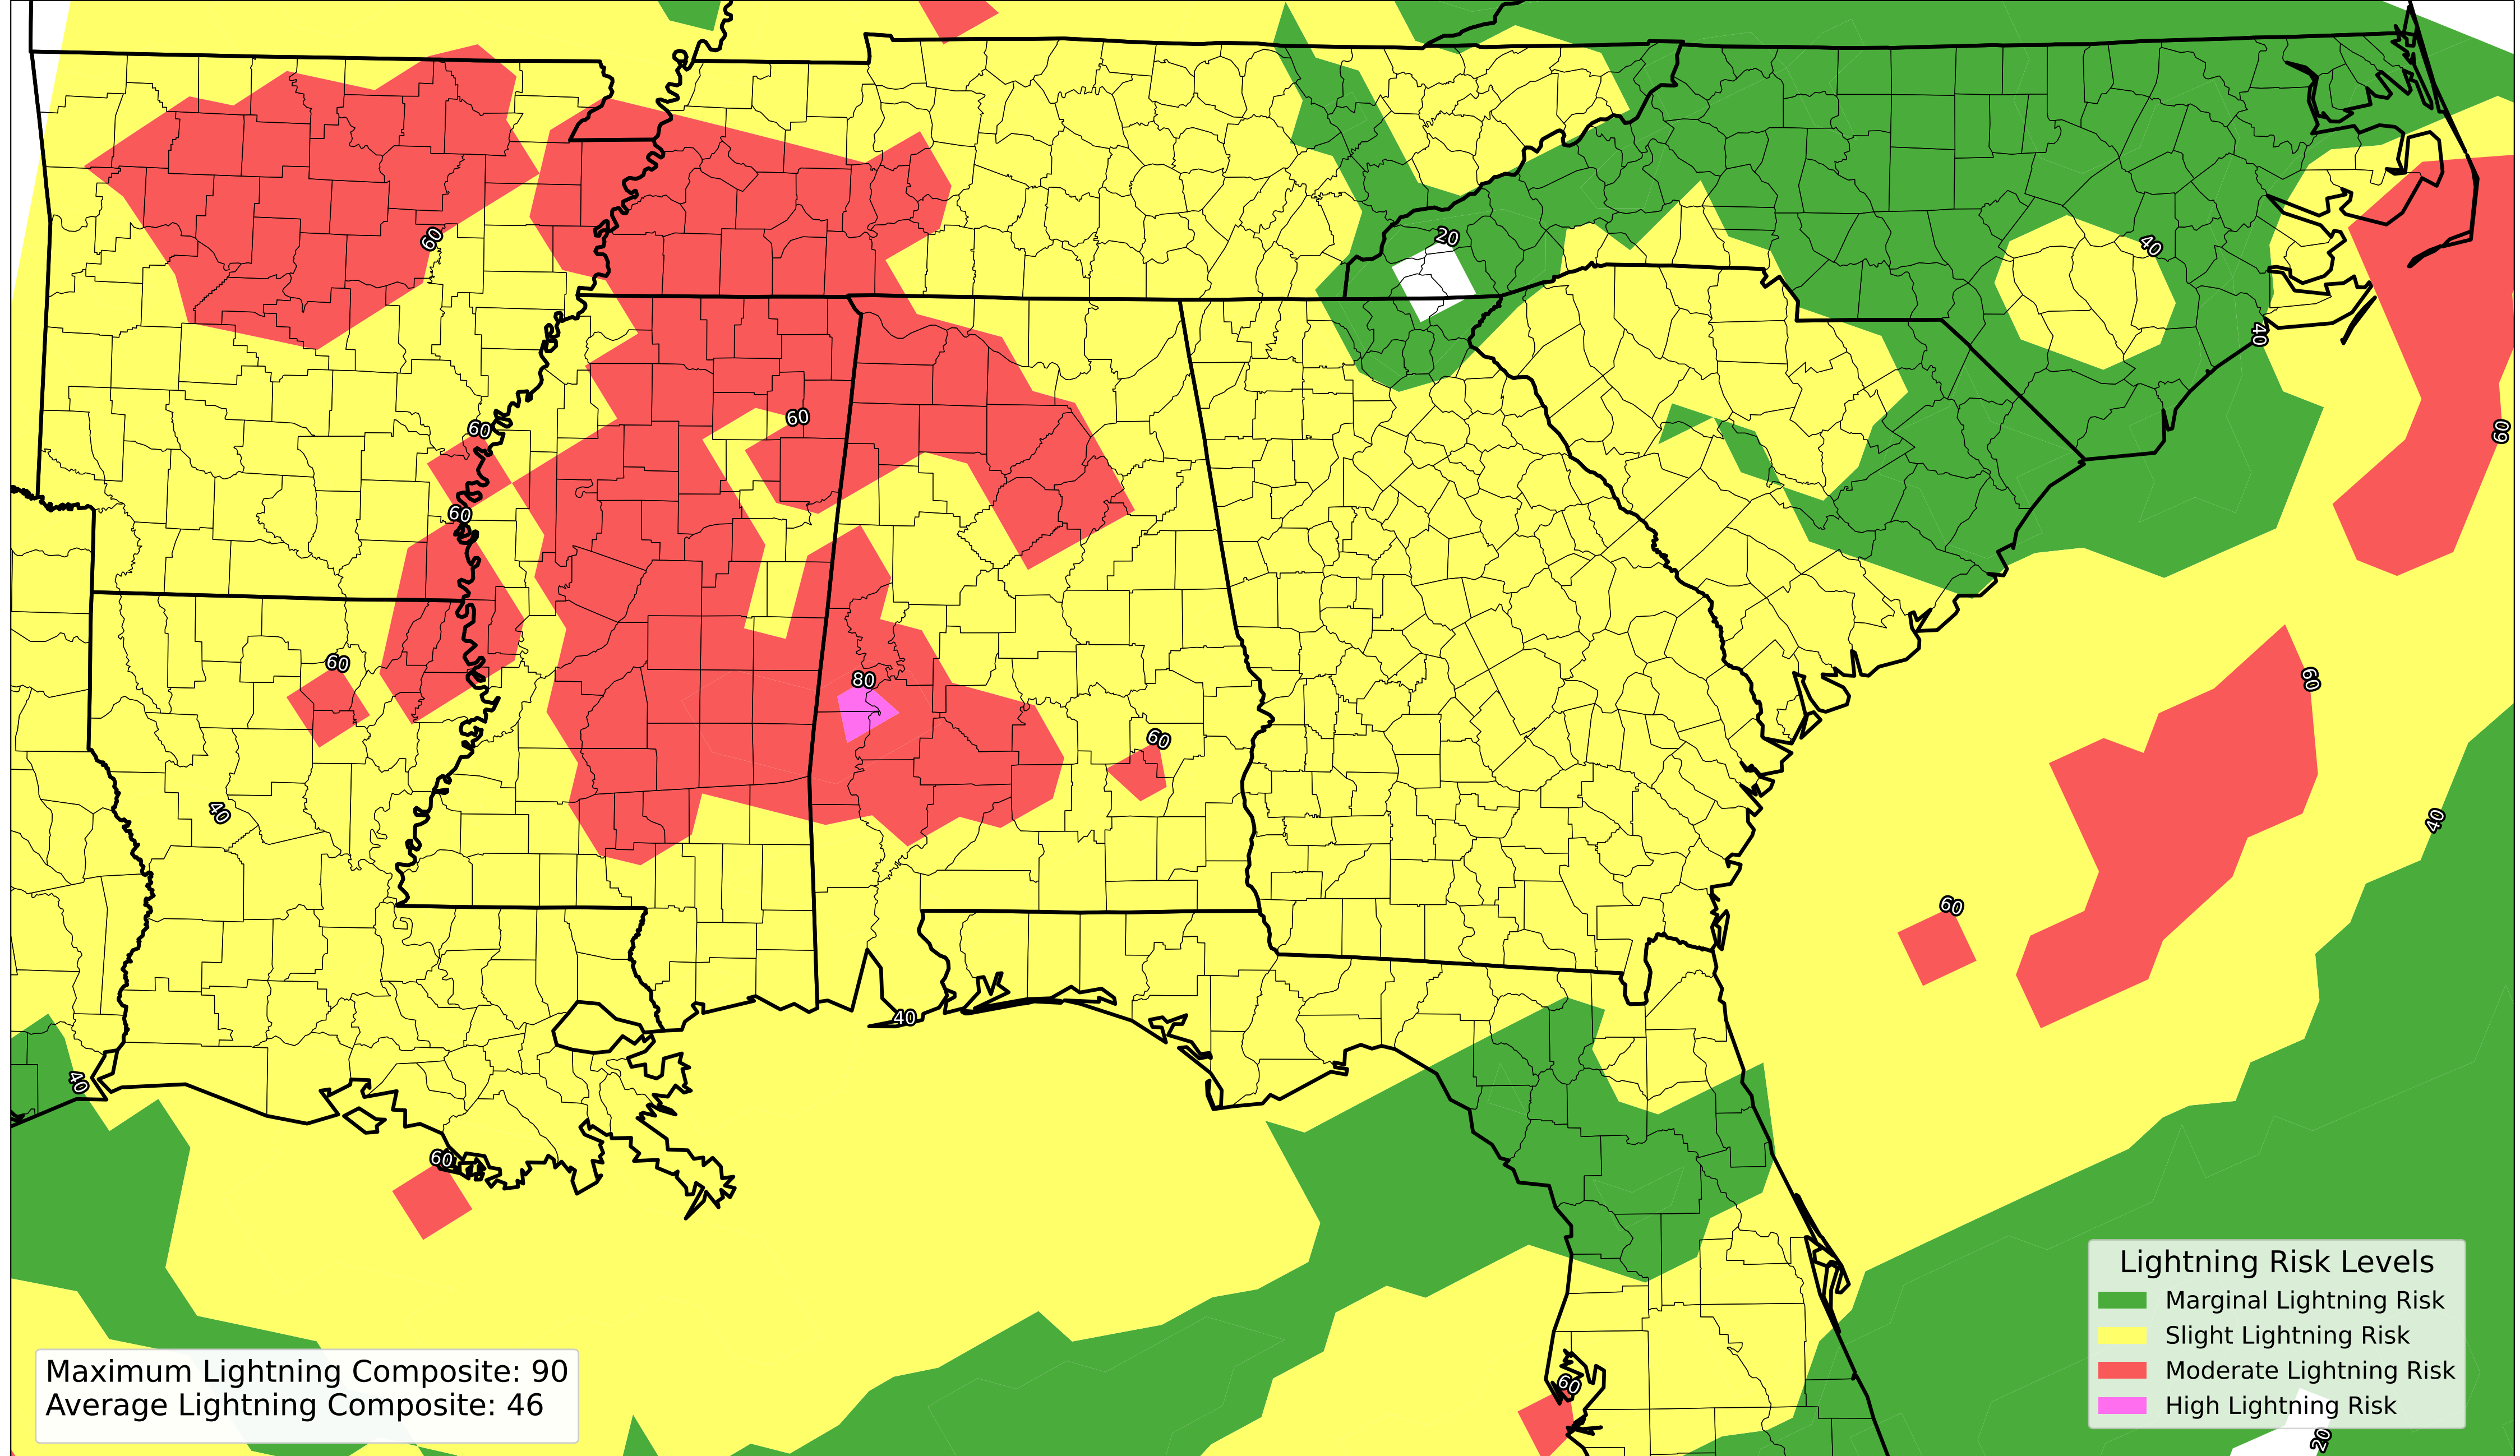 20
60
40
40
60
60
60
60
60
80
60
60
40
40
60
40
40
60
60
20
Lightning Risk Levels
Marginal Lightning Risk
Slight Lightning Risk
Moderate Lightning Risk
High Lightning Risk
Maximum Lightning Composite: 90
Average Lightning Composite: 46